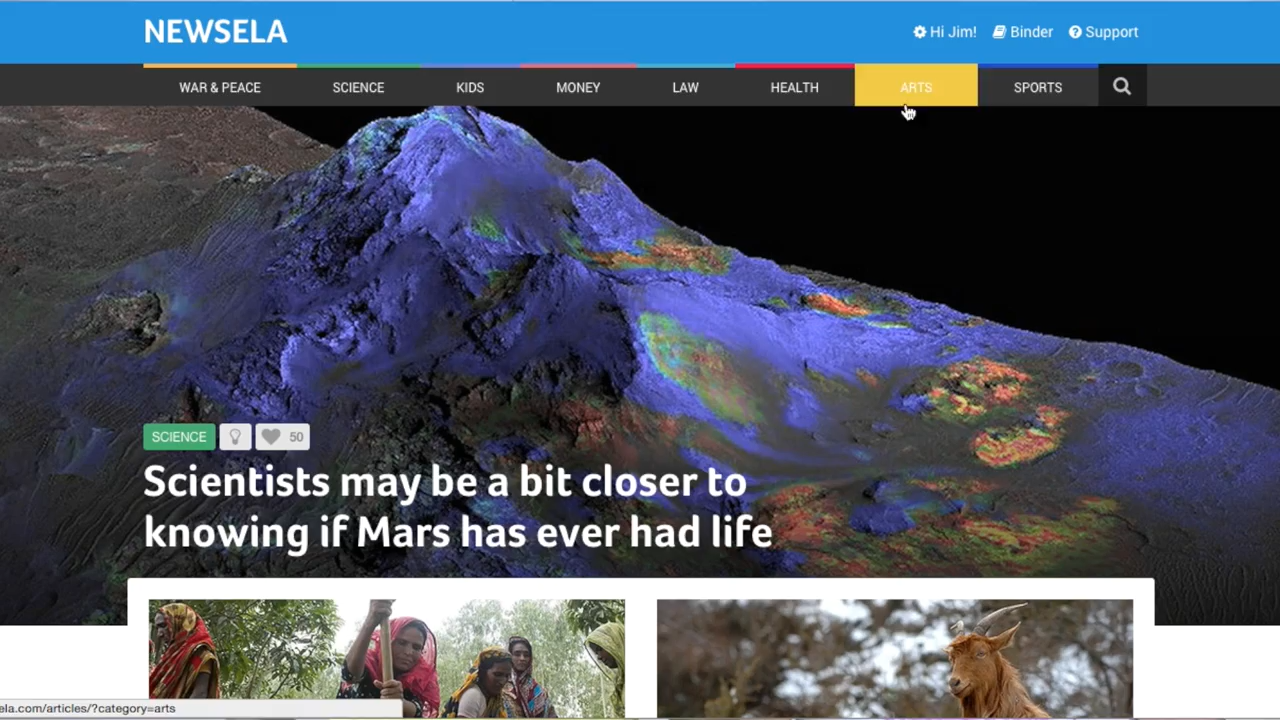 NEWSELA
Hi Jim! Binder Support
WAR & PEACE SCIENCE KIDS MONEY LAW HEALTH ARTS SPORTS
SCIENCE 50
Scientists may be a bit closer to
knowing if Mars has ever had life
ela.com/articles/?category=arts